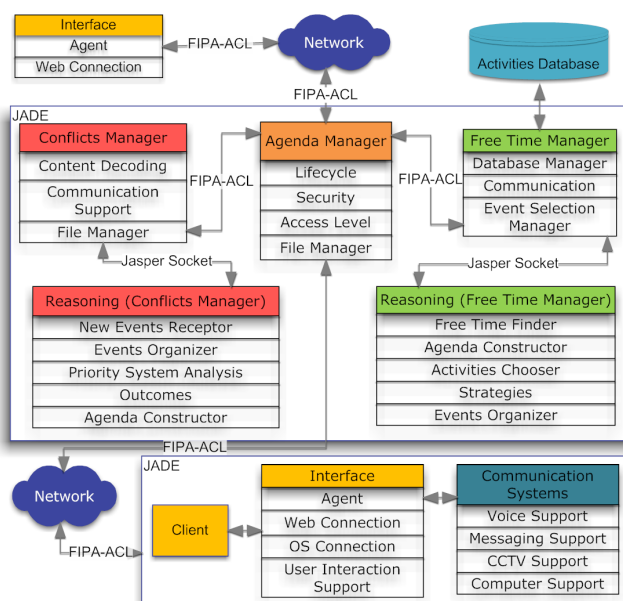 Interface
Agent
Web Connection
FIPA-ACL
Network
Activities Database
FIPA-ACL
JADE
Conflicts Manager
Content Decoding
Communication
Support
File Manager
FIPA-ACL
Agenda Manager
Lifecycle
Security
Access Level
File Manager
FIPA-ACL
Free Time Manager
Database Manager
Communication
Event Selection
Manager
Jasper Socket
Jasper Socket
Reasoning (Conflicts Manager)
New Events Receptor
Events Organizer
Priority System Analysis
Outcomes
Agenda Constructor
Reasoning (Free Time Manager)
Free Time Finder
Agenda Constructor
Activities Chooser
Strategies
Events Organizer
FIPA-ACL
Network
FIPA-ACL
JADE
Client
Interface
Agent
Web Connection
OS Connection
User Interaction
Support
Communication
Systems
Voice Support
Messaging Support
CCTV Support
Computer Support